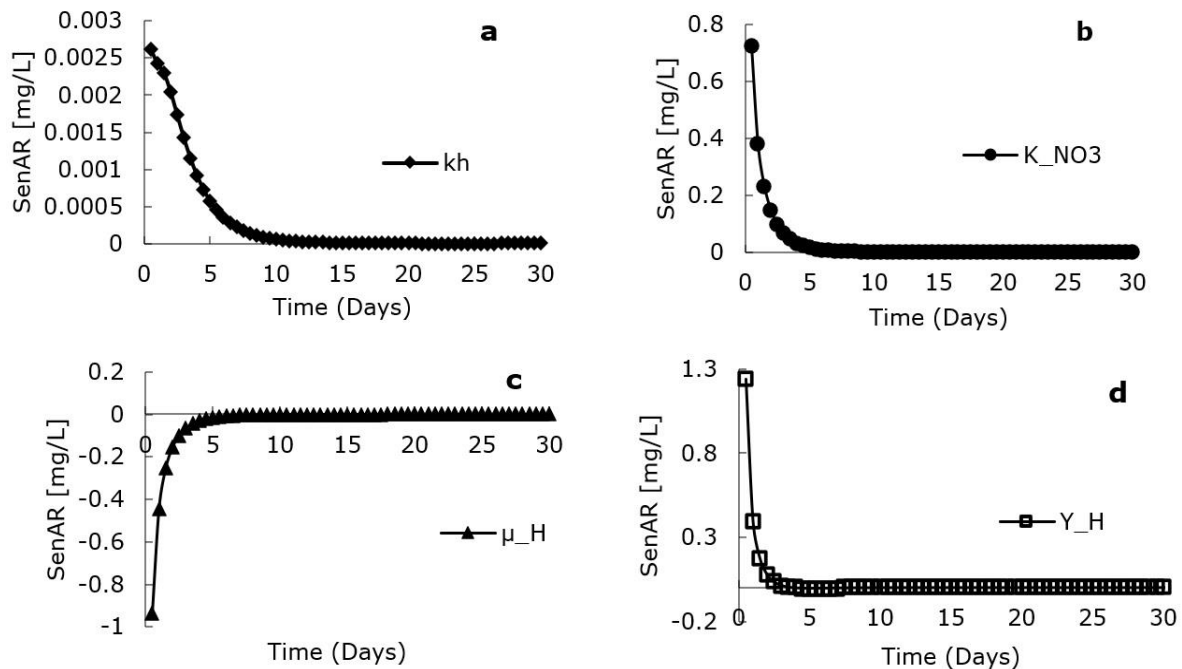 a
0.003
0.0025
0.002
0.0015
0.001
0.0005
0
SenAR [mg/L]
kh
0 5 10 15 20 25 30
Time (Days)
b
0.8
0.6
0.4
0.2
0
SenAR [mg/L]
K_NO3
0 5 10 15 20 25 30
Time (Days)
c
0.2
0
-0.2
-0.4
-0.6
-0.8
-1
SenAR [mg/L]
0 5 10 15 20 25 30
μ_H
Time (Days)
d
1.3
0.8
0.3
-0.2
SenAR [mg/L]
Y_H
0 5 10 15 20 25 30
Time (Days)